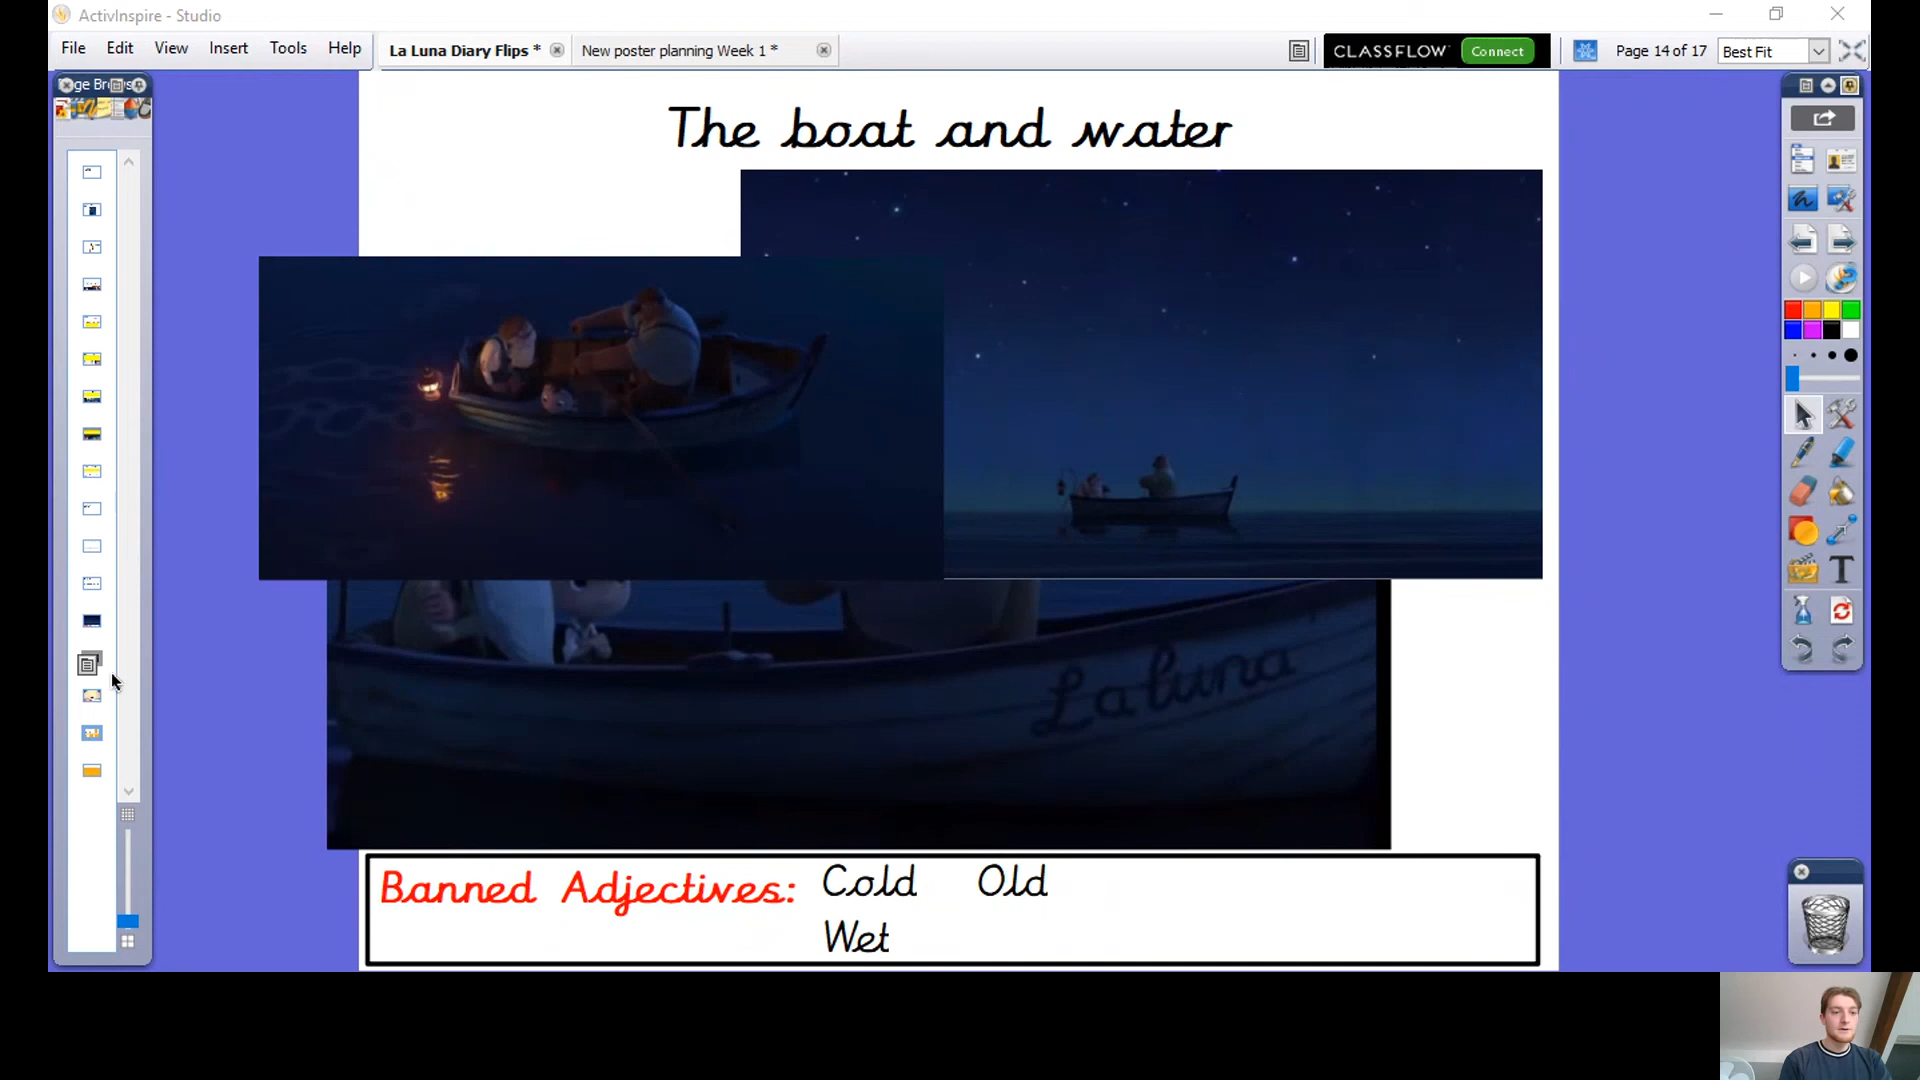 ActivInspire - Studio
File Edit View Insert Tools Help
La Luna Diary Flips *
New poster planning Week 1 *
CLASSFLOW Connect
Page 14 of 17
Best Fit
The boat and water
La luna
Banned Adjectives: Cold Old
Wet